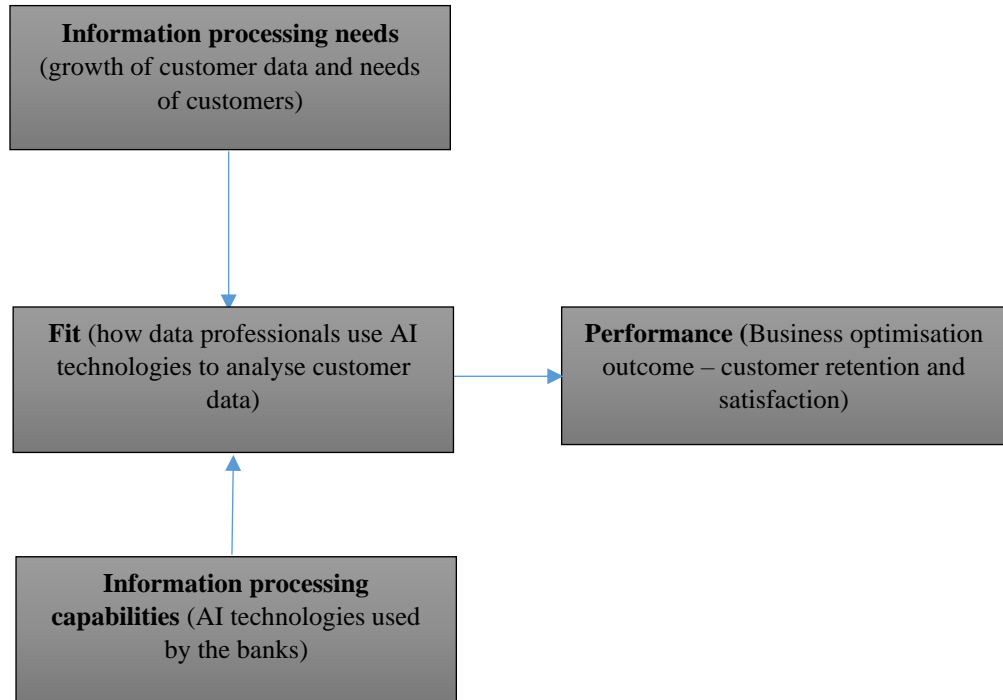 Information processing needs
(growth of customer data and needs
of customers)
Fit (how data professionals use AI
technologies to analyse customer
data)
Performance (Business optimisation
outcome – customer retention and
satisfaction)
Information processing
capabilities (AI technologies used
by the banks)